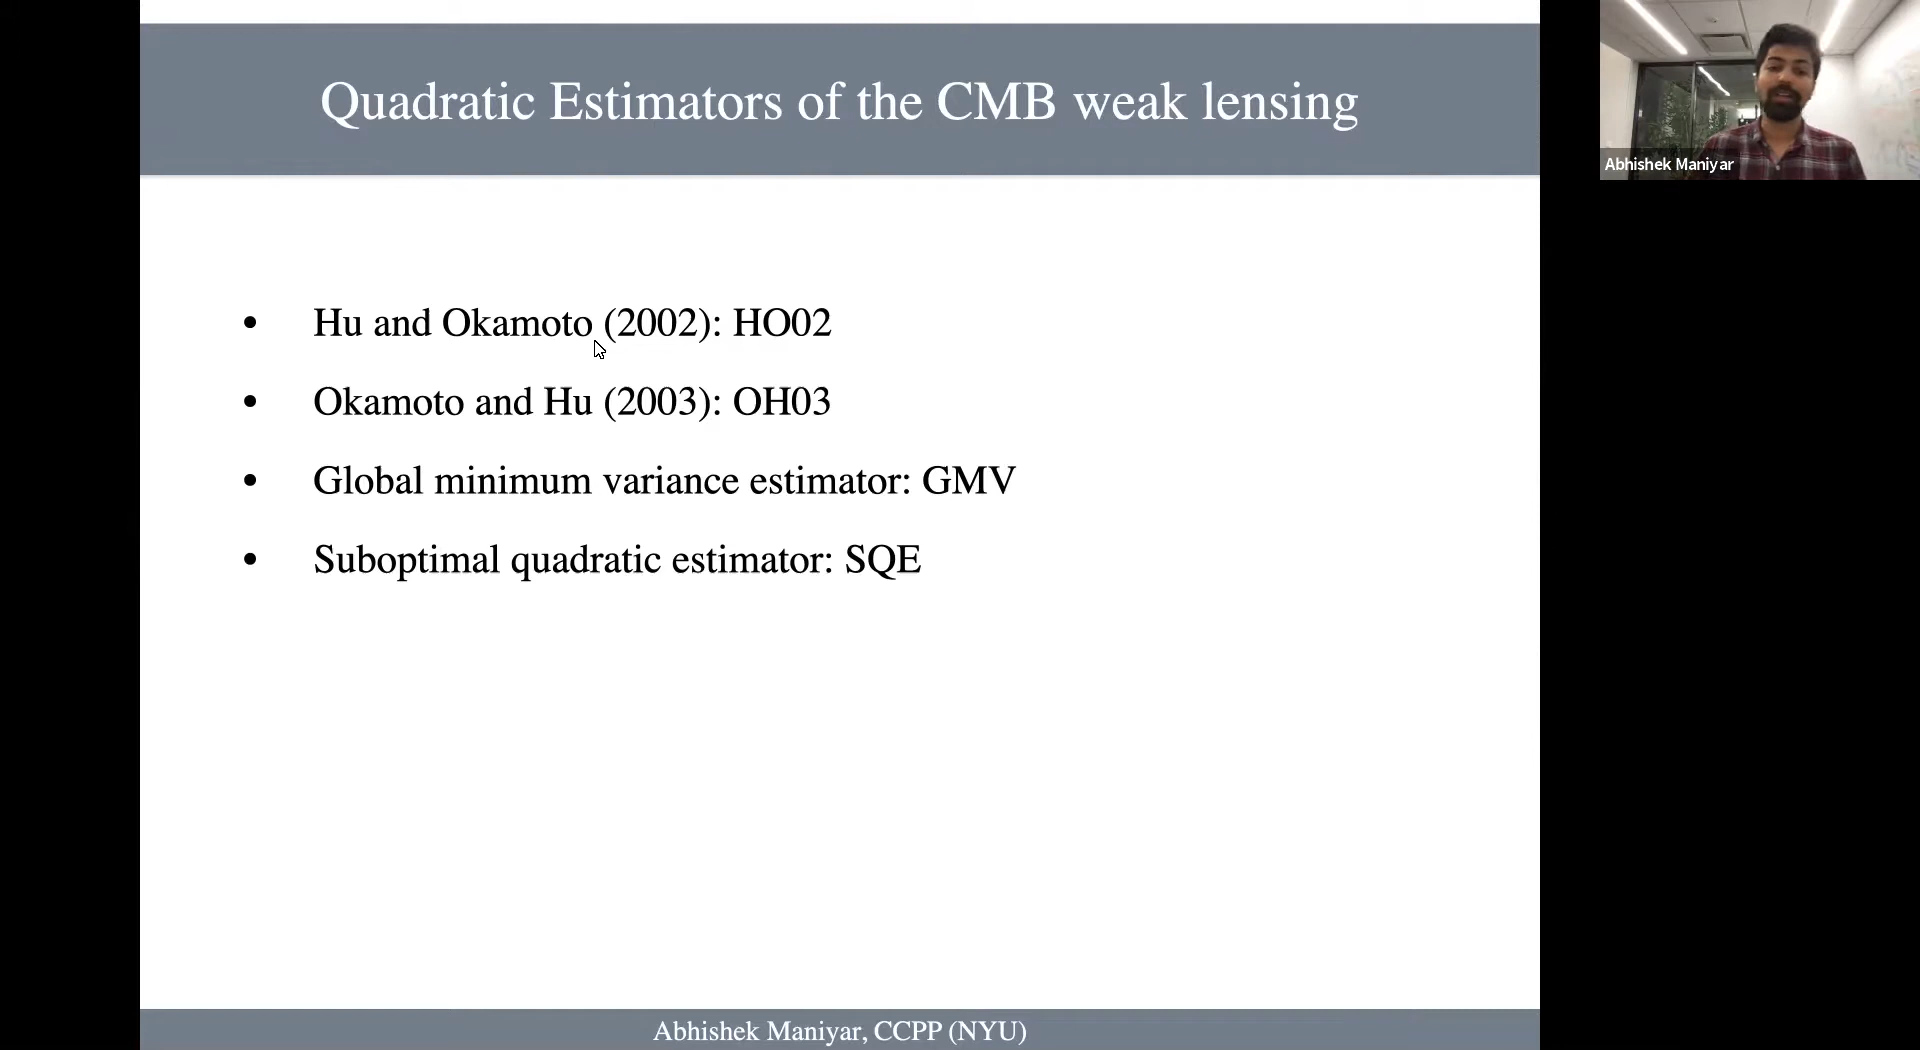 Quadratic Estimators of the CMB weak lensing
Abhishek Maniyar
• Hu and Okamoto (2002): HO02
• Okamoto and Hu (2003): OH03
• Global minimum variance estimator: GMV
• Suboptimal quadratic estimator: SQE
Abhishek Maniyar, CCPP (NYU)